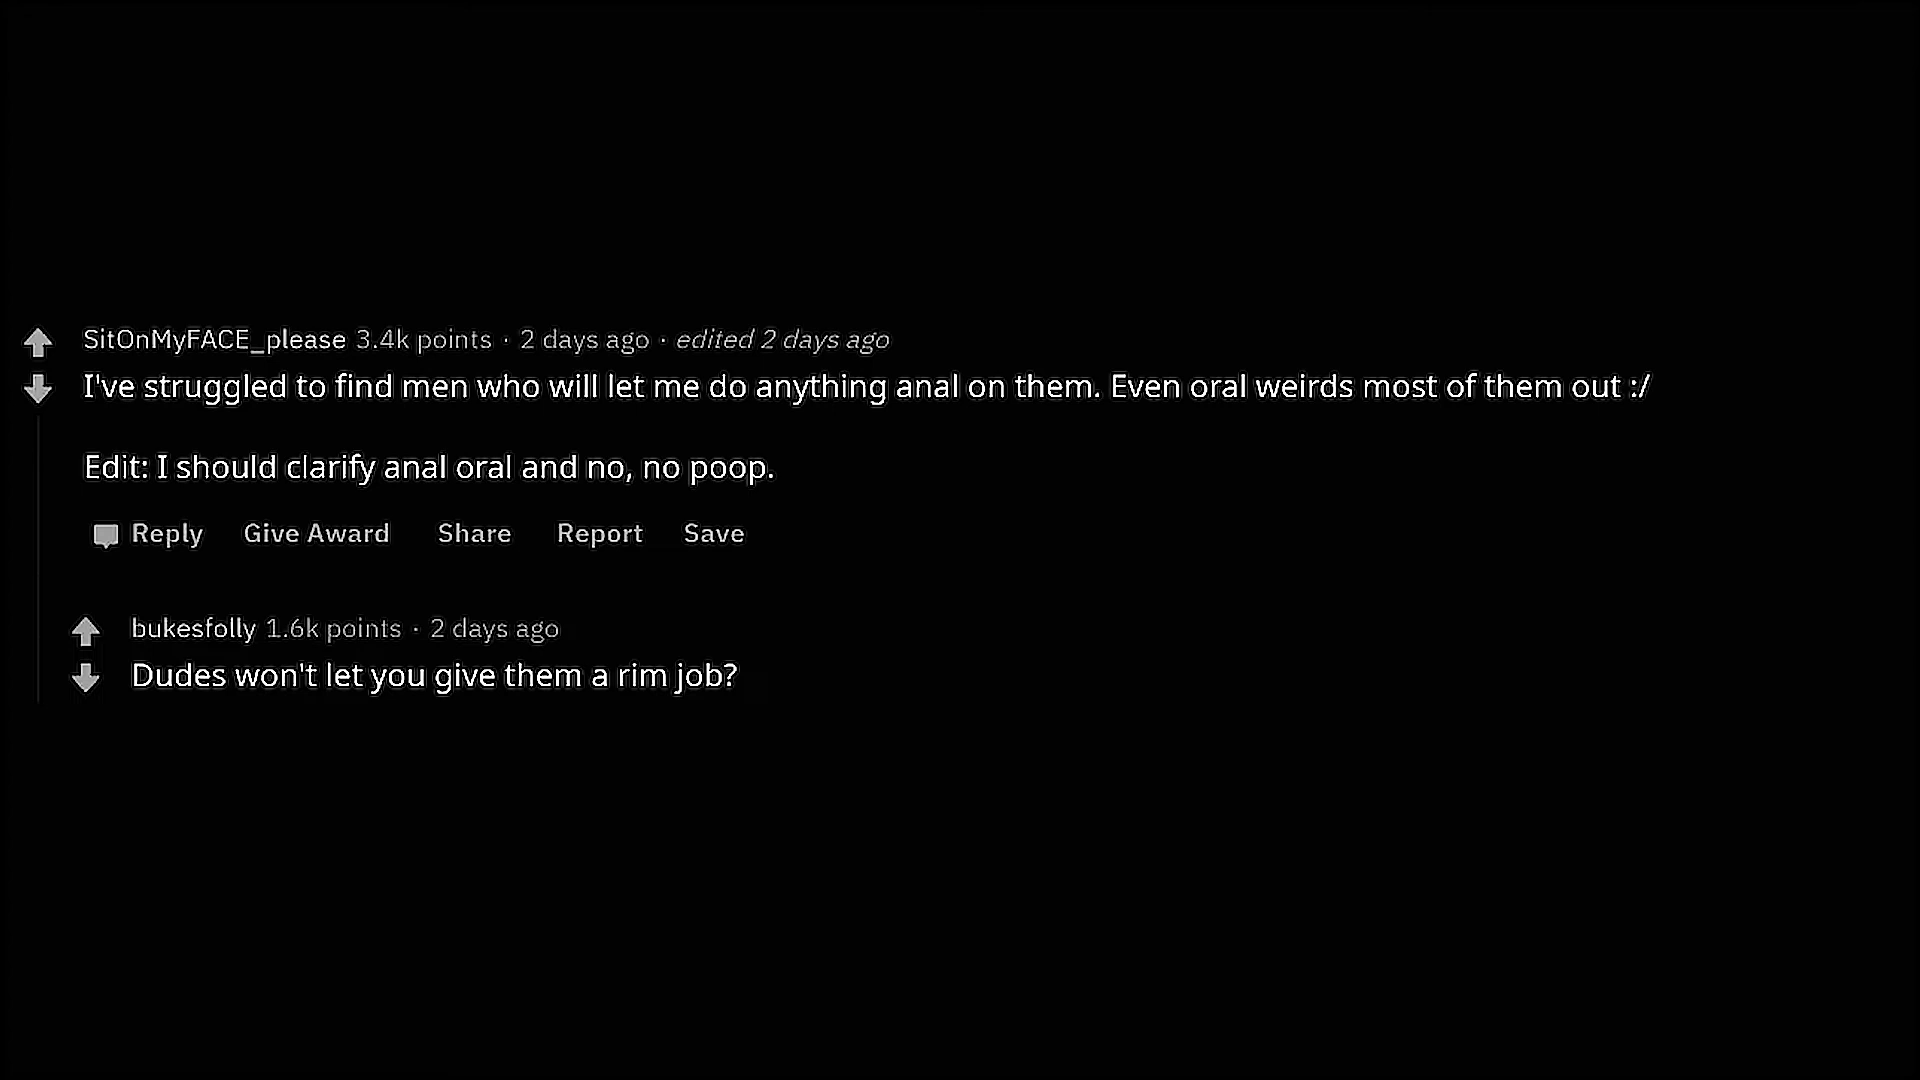 SitOnMyFACE_please 3.4k points · 2 days ago · edited 2 days ago
I've struggled to find men who will let me do anything anal on them. Even oral weirds most of them out :/
Edit: I should clarify anal oral and no, no poop.
Reply Give Award Share Report Save
bukesfolly 1.6k points · 2 days ago
Dudes won't let you give them a rim job?